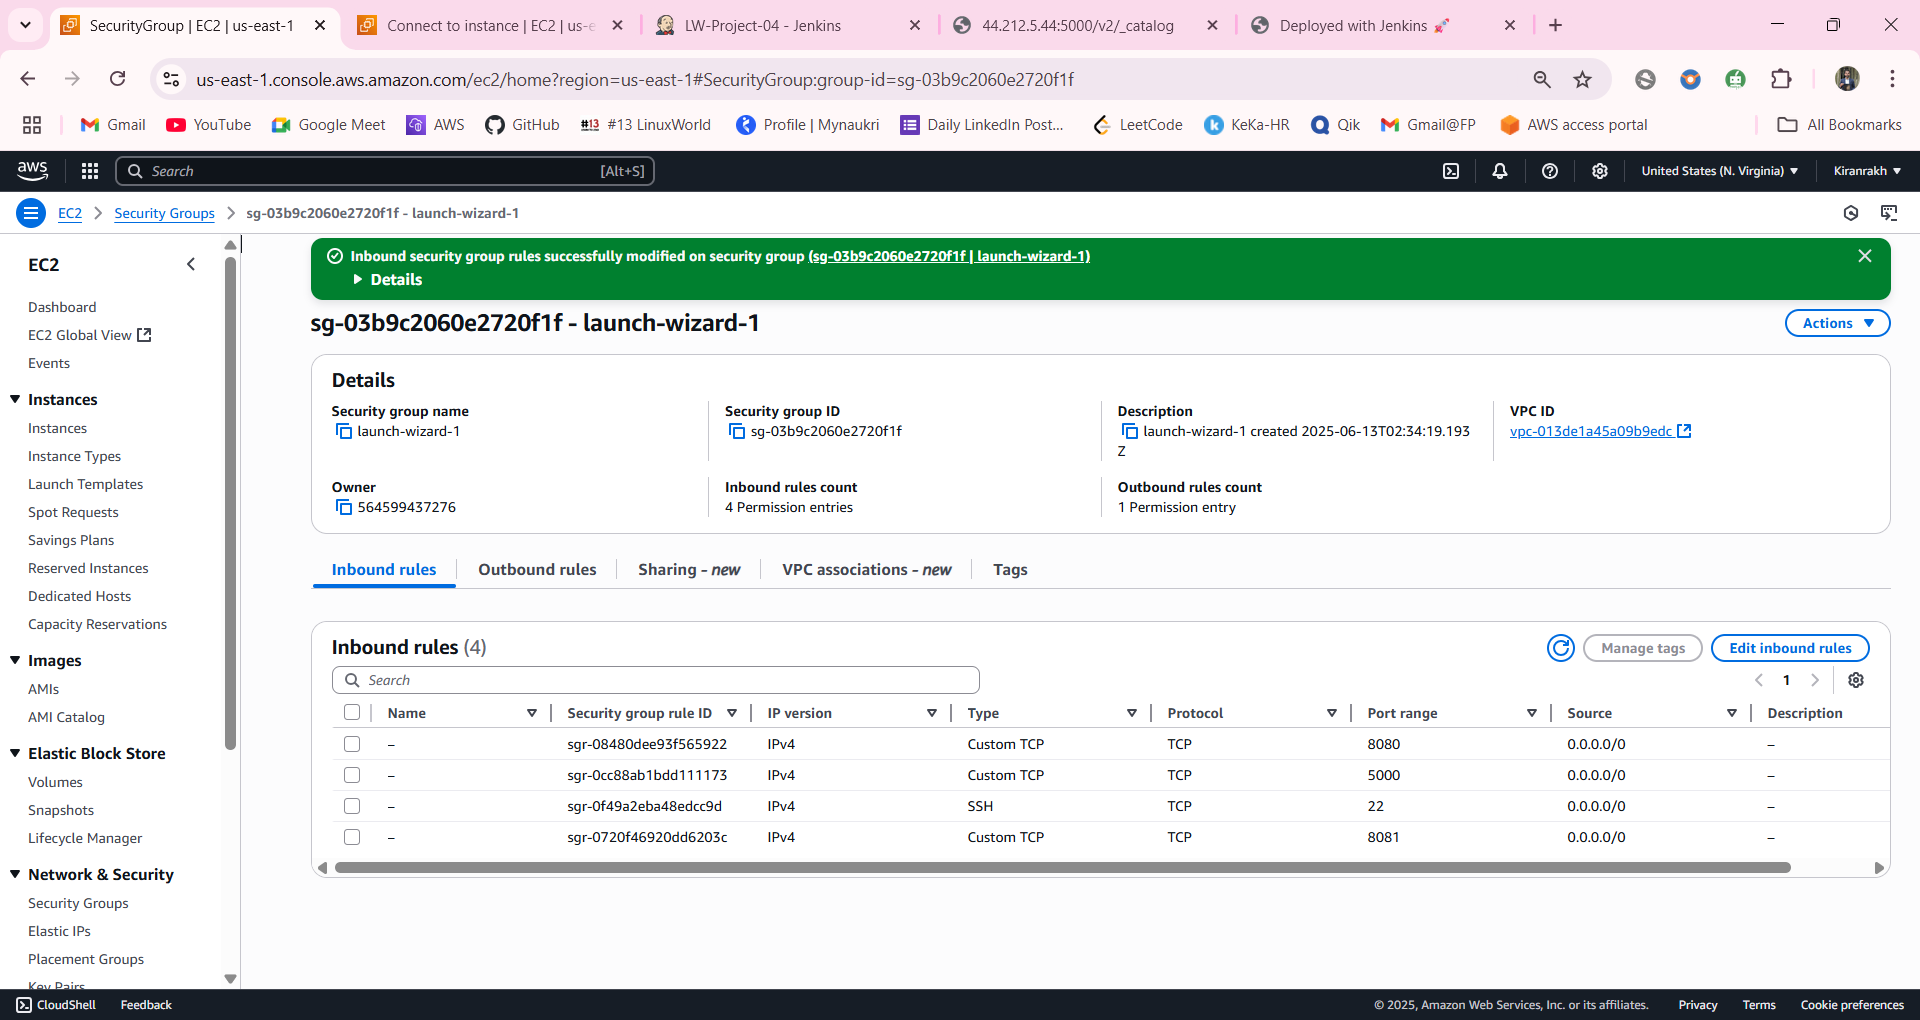 SecurityGroup | EC2 | us-east-1
Connect to instance | EC2 | us-e
LW-Project-04 - Jenkins
44.212.5.44:5000/v2/_catalog
Deployed with Jenkins 🚀
us-east-1.console.aws.amazon.com/ec2/home?region=us-east-1#SecurityGroup:group-id=sg-03b9c2060e2720f1f
Gmail
YouTube
Google Meet
AWS
GitHub
#13 #13 LinuxWorld
Profile | Mynaukri
Daily LinkedIn Post...
LeetCode
KeKa-HR
Qik
Gmail@FP
AWS access portal
All Bookmarks
aws
Search [Alt+S]
United States (N. Virginia)
Kiranrakh
EC2 > Security Groups > sg-03b9c2060e2720f1f - launch-wizard-1
EC2
Dashboard
EC2 Global View
Events
Instances
Instances
Instance Types
Launch Templates
Spot Requests
Savings Plans
Reserved Instances
Dedicated Hosts
Capacity Reservations
Images
AMIs
AMI Catalog
Elastic Block Store
Volumes
Snapshots
Lifecycle Manager
Network & Security
Security Groups
Elastic IPs
Placement Groups
Key Pairs
Inbound security group rules successfully modified on security group (sg-03b9c2060e2720f1f | launch-wizard-1)
Details
sg-03b9c2060e2720f1f - launch-wizard-1
Actions
Details
Security group name
launch-wizard-1
Security group ID
sg-03b9c2060e2720f1f
Description
launch-wizard-1 created 2025-06-13T02:34:19.193
Z
VPC ID
vpc-013de1a45a09b9edc
Owner
564599437276
Inbound rules count
4 Permission entries
Outbound rules count
1 Permission entry
Inbound rules
Outbound rules
Sharing - new
VPC associations - new
Tags
Inbound rules (4)
Manage tags
Edit inbound rules
Search
1
Name Security group rule ID IP version Type Protocol Port range Source Description
– sgr-08480dee93f565922 IPv4 Custom TCP TCP 8080 0.0.0.0/0 –
– sgr-0cc88ab1bdd111173 IPv4 Custom TCP TCP 5000 0.0.0.0/0 –
– sgr-0f49a2eba48edcc9d IPv4 SSH TCP 22 0.0.0.0/0 –
– sgr-0720f46920dd6203c IPv4 Custom TCP TCP 8081 0.0.0.0/0 –
CloudShell
Feedback
© 2025, Amazon Web Services, Inc. or its affiliates.
Privacy
Terms
Cookie preferences